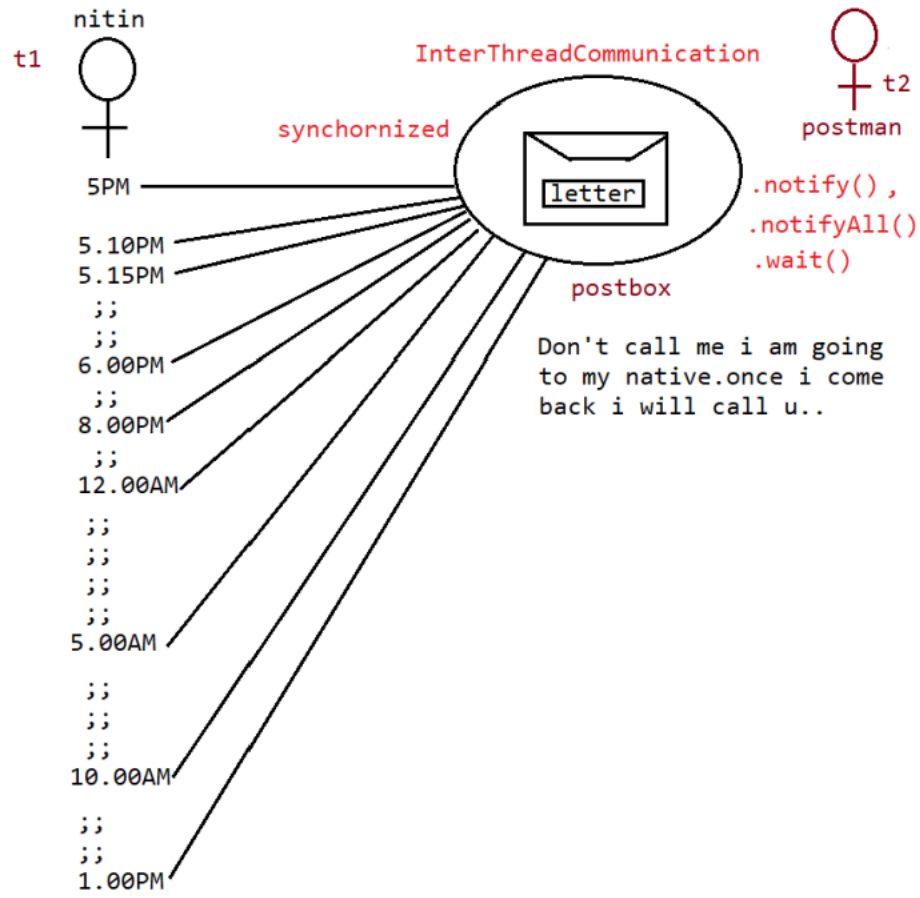 nitin
t1
InterThreadCommunication
t2
synchornized
postman
5PM
letter
.notify() ,
.notifyAll()
.wait()
postbox
5.10PM
5.15PM
;;
;;
6.00PM
;;
8.00PM
;;
12.00AM
;;
;;
;;
;;
5.00AM
;;
;;
;;
10.00AM
;;
;;
1.00PM
Don't call me i am going
to my native.once i come
back i will call u..